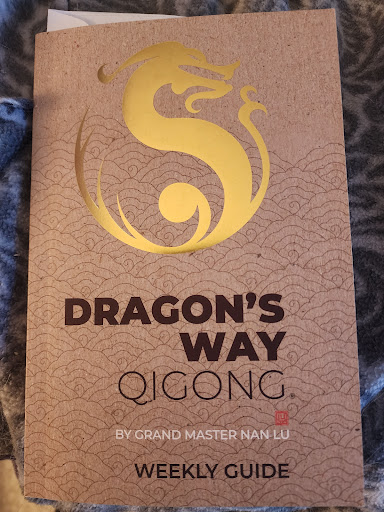 DRAGON'S
WAY
QIGONG®
BY GRAND MASTER NAN LU
WEEKLY GUIDE